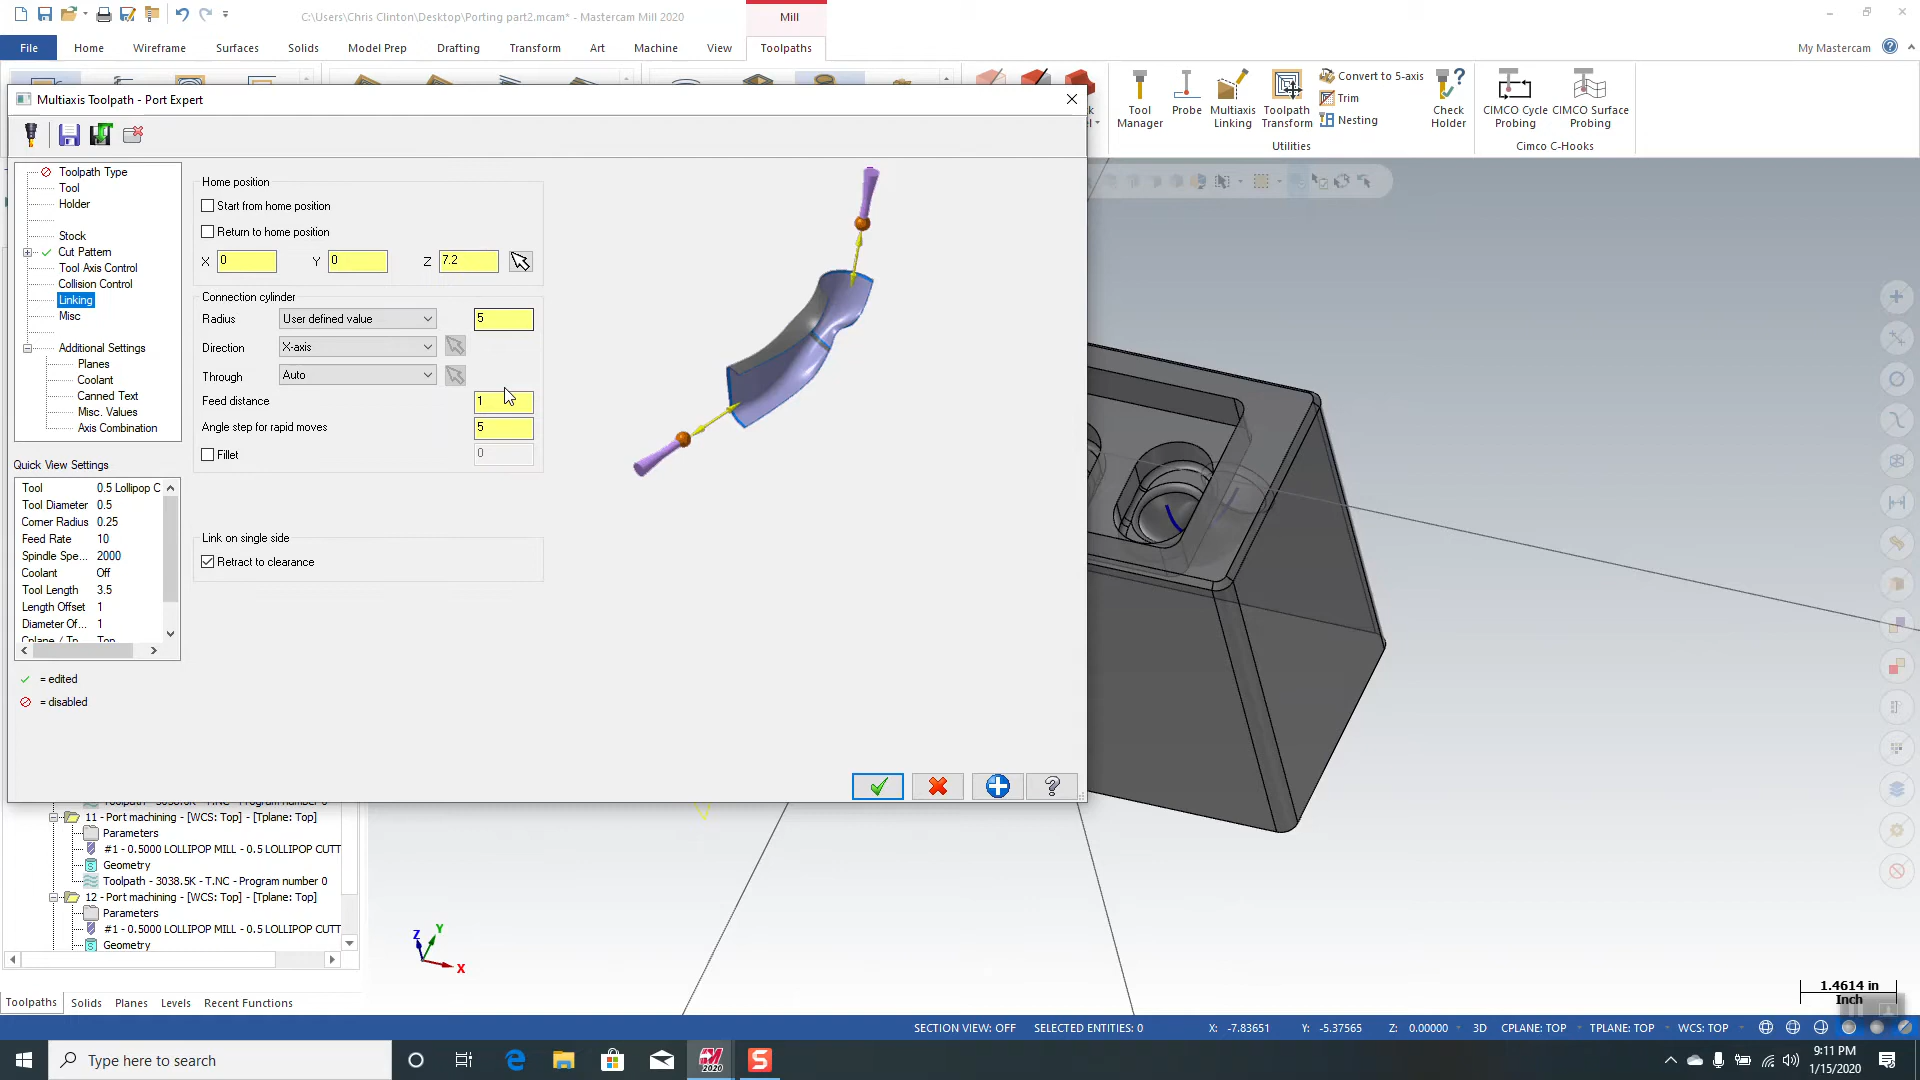 C:\Users\Chris Clinton\Desktop\Porting part2.mcam* - Mastercam Mill 2020
Mill
File
Home
Wireframe
Surfaces
Solids
Model Prep
Drafting
Transform
Art
Machine
View
Toolpaths
My Mastercam
Multiaxis Toolpath - Port Expert
Tool Manager
Probe
Multiaxis Linking
Toolpath Transform
Convert to 5-axis
Trim
Nesting
Check Holder
CIMCO Cycle Probing
CIMCO Surface Probing
Utilities
Cimco C-Hooks
Toolpath Type
Tool
Holder
Stock
Cut Pattern
Tool Axis Control
Collision Control
Linking
Misc
Additional Settings
Planes
Coolant
Canned Text
Misc. Values
Axis Combination
Home position
Start from home position
Return to home position
X 0 Y 0 Z 7.2
Connection cylinder
Radius User defined value 5
Direction X-axis
Through Auto
Feed distance 1
Angle step for rapid moves 5
Fillet 0
Link on single side
Retract to clearance
Quick View Settings
Tool 0.5 Lollipop C
Tool Diameter 0.5
Corner Radius 0.25
Feed Rate 10
Spindle Spe... 2000
Coolant Off
Tool Length 3.5
Length Offset 1
Diameter Of... 1
Cplane / Tp... Top
= edited
= disabled
Toolpath - 3038.6K - T.NC - Program number 0
11 - Port machining - [WCS: Top] - [Tplane: Top]
Parameters
#1 - 0.5000 LOLLIPOP MILL - 0.5 LOLLIPOP CUTT
Geometry
Toolpath - 3038.5K - T.NC - Program number 0
12 - Port machining - [WCS: Top] - [Tplane: Top]
Parameters
#1 - 0.5000 LOLLIPOP MILL - 0.5 LOLLIPOP CUTT
Geometry
Z
Y
X
1.4614 in
Inch
Toolpaths
Solids
Planes
Levels
Recent Functions
SECTION VIEW: OFF SELECTED ENTITIES: 0 X: -7.83651 Y: -5.37565 Z: 0.00000 3D CPLANE: TOP TPLANE: TOP WCS: TOP
Type here to search
2020
S
9:11 PM
1/15/2020